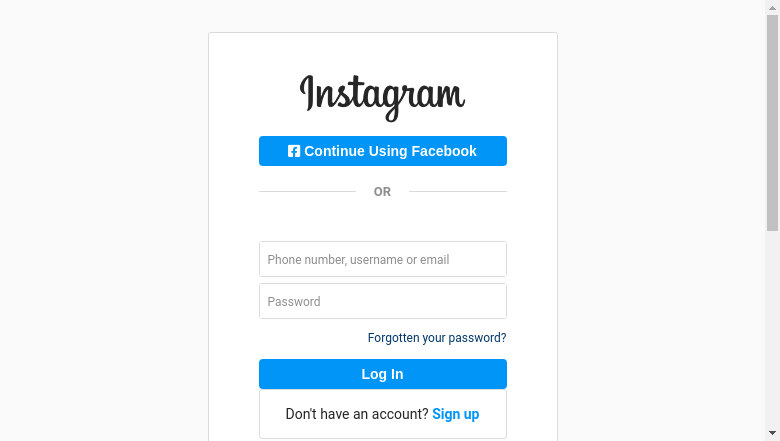 Instagram
Continue Using Facebook
OR
Phone number, username or email
Password
Forgotten your password?
Log In
Don't have an account? Sign up